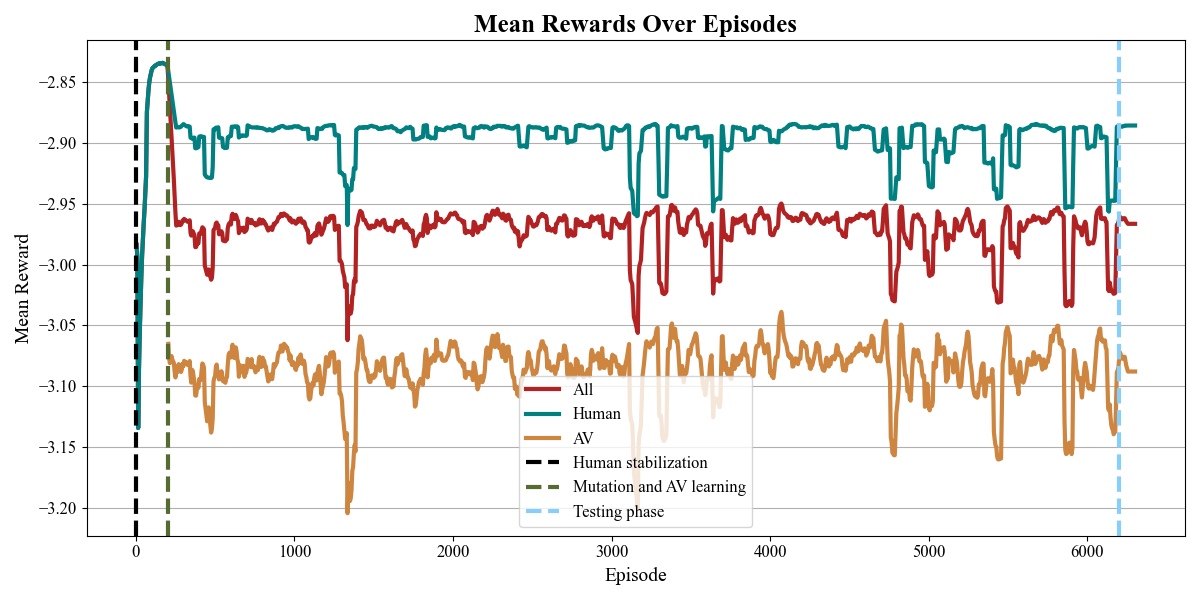 Mean Rewards Over Episodes
Mean Reward
−2.85
−2.90
−2.95
−3.00
−3.05
−3.10
−3.15
−3.20
All
Human
AV
Human stabilization
Mutation and AV learning
Testing phase
0 1000 2000 3000 4000 5000 6000
Episode